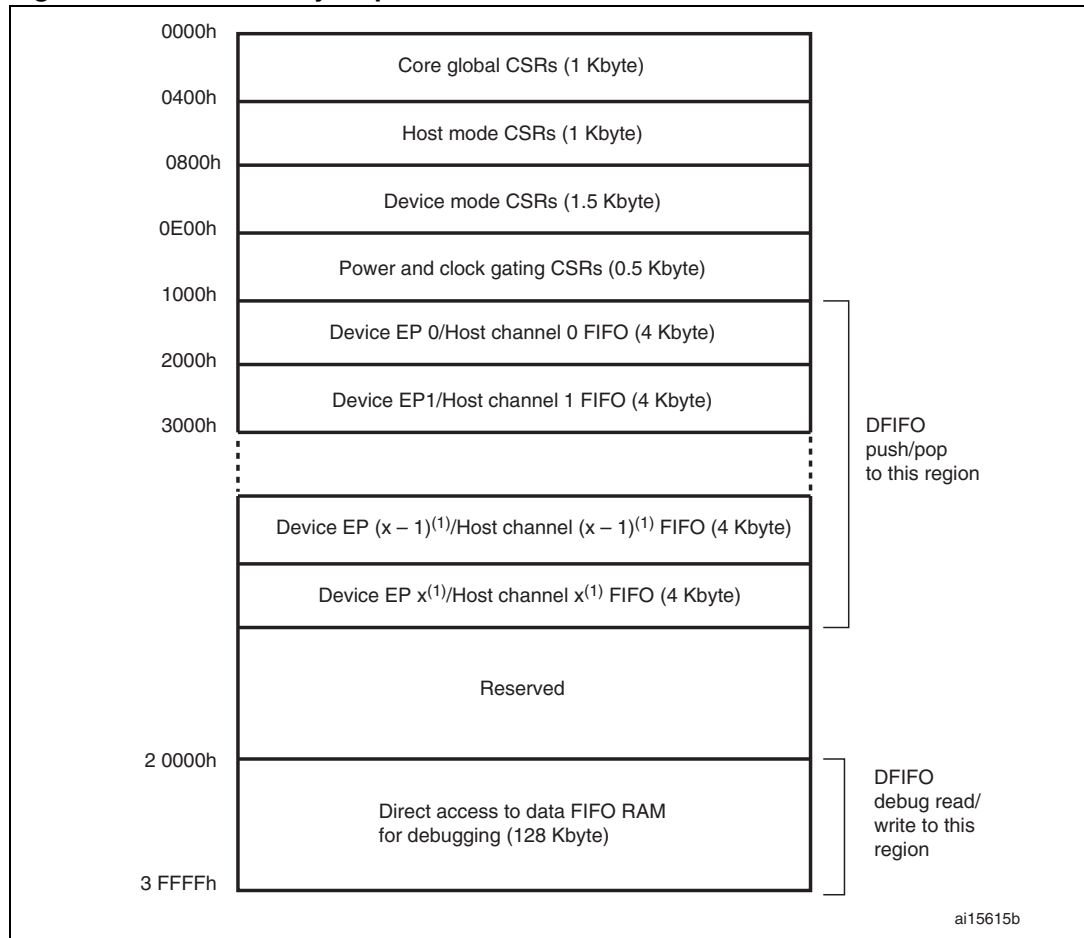 0000h
Core global CSRs (1 Kbyte)
0400h
Host mode CSRs (1 Kbyte)
0800h
Device mode CSRs (1.5 Kbyte)
0E00h
Power and clock gating CSRs (0.5 Kbyte)
1000h
Device EP 0/Host channel 0 FIFO (4 Kbyte)
2000h
Device EP1/Host channel 1 FIFO (4 Kbyte)
3000h
DFIFO
push/pop
to this region
Device EP (x – 1)(1)/Host channel (x – 1)(1) FIFO (4 Kbyte)
Device EP x(1)/Host channel x(1) FIFO (4 Kbyte)
Reserved
2 0000h
Direct access to data FIFO RAM
for debugging (128 Kbyte)
DFIFO
debug read/
write to this
region
3 FFFFh
ai15615b